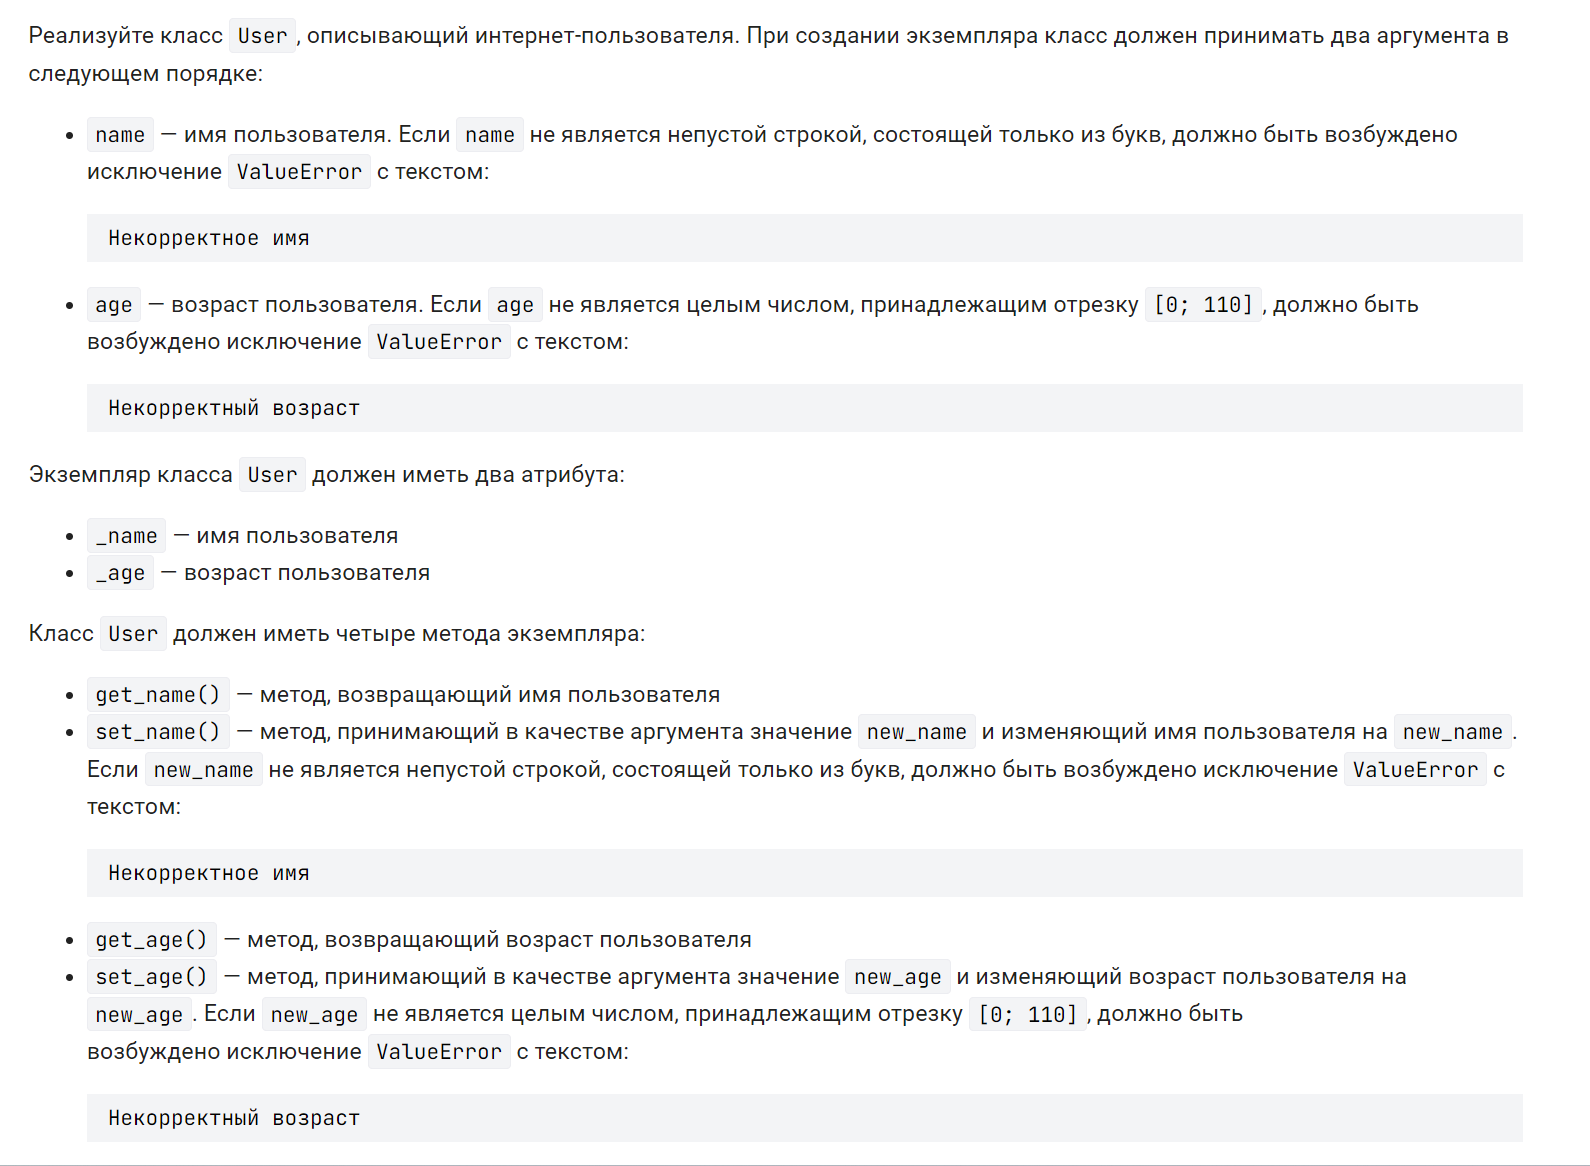 Реализуйте класс User, описывающий интернет-пользователя. При создании экземпляра класс должен принимать два аргумента в
следующем порядке:
• name — имя пользователя. Если name не является непустой строкой, состоящей только из букв, должно быть возбуждено
исключение ValueError с текстом:
Некорректное имя
• age — возраст пользователя. Если age не является целым числом, принадлежащим отрезку [0; 110], должно быть
возбуждено исключение ValueError с текстом:
Некорректный возраст
Экземпляр класса User должен иметь два атрибута:
• _name — имя пользователя
• _age — возраст пользователя
Класс User должен иметь четыре метода экземпляра:
• get_name() — метод, возвращающий имя пользователя
• set_name() — метод, принимающий в качестве аргумента значение new_name и изменяющий имя пользователя на new_name.
Если new_name не является непустой строкой, состоящей только из букв, должно быть возбуждено исключение ValueError с
текстом:
Некорректное имя
• get_age() — метод, возвращающий возраст пользователя
• set_age() — метод, принимающий в качестве аргумента значение new_age и изменяющий возраст пользователя на
new_age. Если new_age не является целым числом, принадлежащим отрезку [0; 110], должно быть
возбуждено исключение ValueError с текстом:
Некорректный возраст